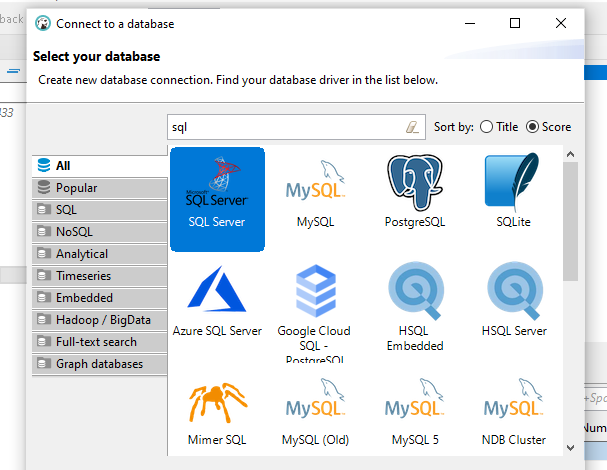 back
Connect to a database
Select your database
Create new database connection. Find your database driver in the list below.
433
sql
Sort by: Title Score
All
Popular
SQL
NoSQL
Analytical
Timeseries
Embedded
Hadoop / BigData
Full-text search
Graph databases
Microsoft
SQL Server
SQL Server
MySQL
MySQL
PostgreSQL
SQLite
Azure SQL Server
Google Cloud
SQL -
PostgreSQL
HSQL
Embedded
HSQL Server
Mimer SQL
MySQL
MySQL (Old)
MySQL
MySQL 5
MySQL
NDB Cluster
+Spa
Num